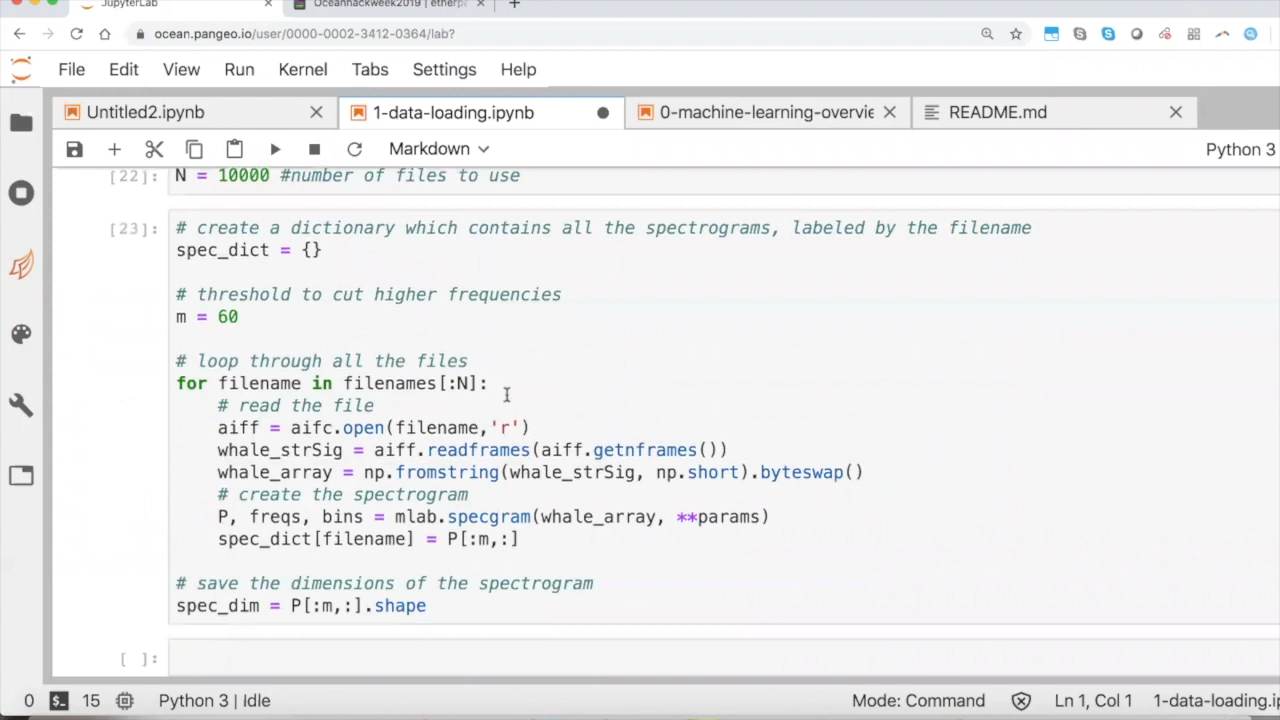 JupyterLab
Oceanhackweek2019 | etherp
ocean.pangeo.io/user/0000-0002-3412-0364/lab?
File Edit View Run Kernel Tabs Settings Help
Untitled2.ipynb 1-data-loading.ipynb 0-machine-learning-overvie README.md
Markdown Python 3
[22]: N = 10000 #number of files to use
[23]: # create a dictionary which contains all the spectrograms, labeled by the filename
spec_dict = {}
# threshold to cut higher frequencies
m = 60
# loop through all the files
for filename in filenames[:N]:
# read the file
aiff = aifc.open(filename,'r')
whale_strSig = aiff.readframes(aiff.getnframes())
whale_array = np.fromstring(whale_strSig, np.short).byteswap()
# create the spectrogram
P, freqs, bins = mlab.specgram(whale_array, **params)
spec_dict[filename] = P[:m,:]
# save the dimensions of the spectrogram
spec_dim = P[:m,:].shape
[ ]:
0 15 Python 3 | Idle Mode: Command Ln 1, Col 1 1-data-loading.ip